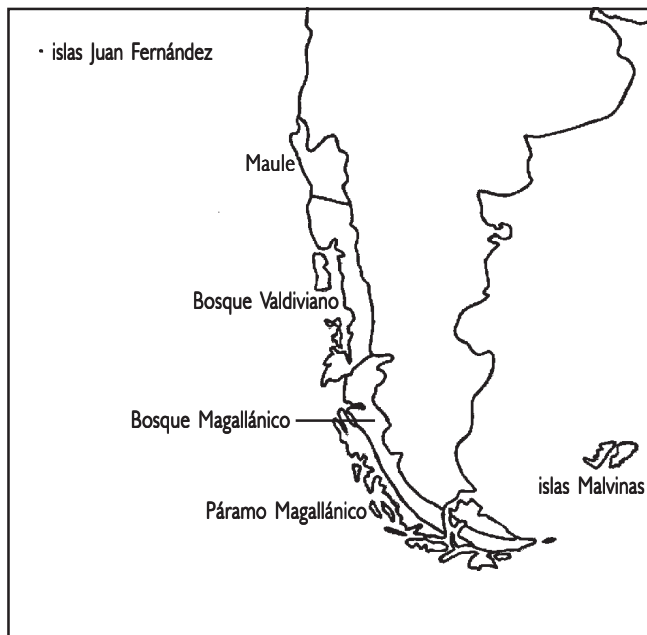 islas Juan Fernández
Maule
Bosque Valdiviano
Bosque Magallánico
islas Malvinas
Páramo Magallánico